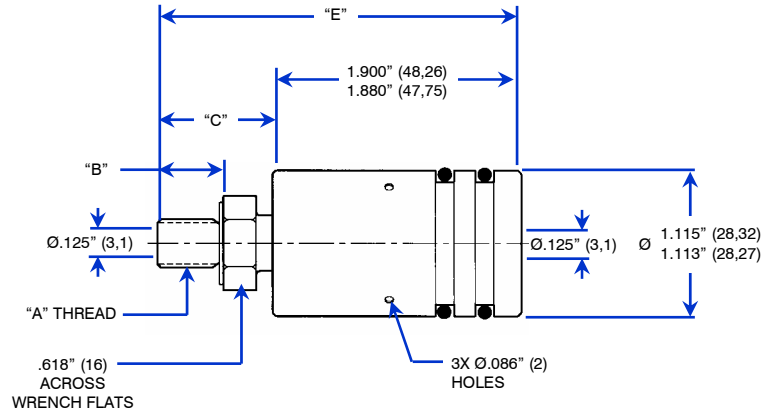 “E”
1.900” (48,26)
1.880” (47,75)
“C”
“B”
Ø.125” (3,1)
Ø.125” (3,1)
Ø
1.115” (28,32)
1.113” (28,27)
“A” THREAD
.618” (16)
ACROSS
WRENCH FLATS
3X Ø.086” (2)
HOLES